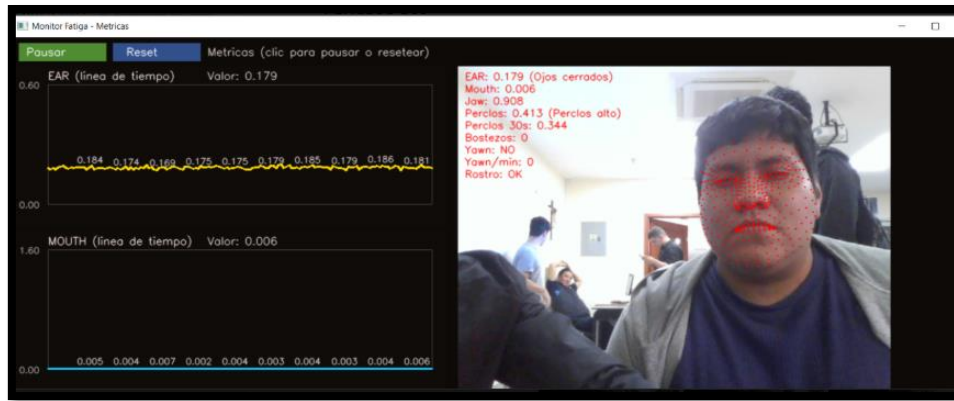 Monitor Fatiga - Metricas
Pausar Reset Metricas (clic para pausar o resetear)
EAR (linea de tiempo) Valor: 0.179
0.60
0.184 0.174 0.169 0.175 0.175 0.179 0.185 0.179 0.186 0.181
0.00
MOUTH (linea de tiempo) Valor: 0.006
1.60
0.005 0.004 0.007 0.002 0.004 0.003 0.004 0.003 0.004 0.006
0.00
EAR: 0.179 (Ojos cerrados)
Mouth: 0.006
Jaw: 0.908
Perclos: 0.413 (Perclos alto)
Perclos 30s: 0.344
Bostezos: 0
Yawn: NO
Yawn/min: 0
Rostro: OK